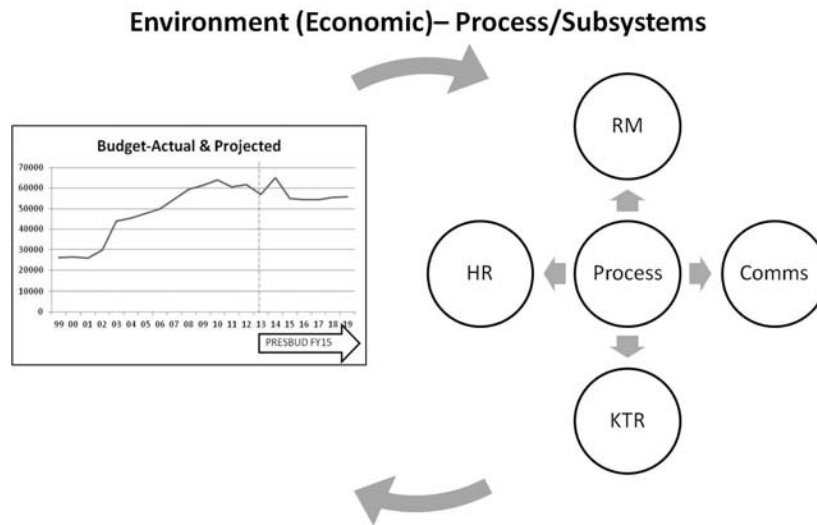 Environment (Economic)– Process/Subsystems
Budget-Actual & Projected
70000
60000
50000
40000
30000
20000
10000
0
99 00 01 02 03 04 05 06 07 08 09 10 11 12 13 14 15 16 17 18 19
PRESBUD FY15
RM
HR
Process
Comms
KTR